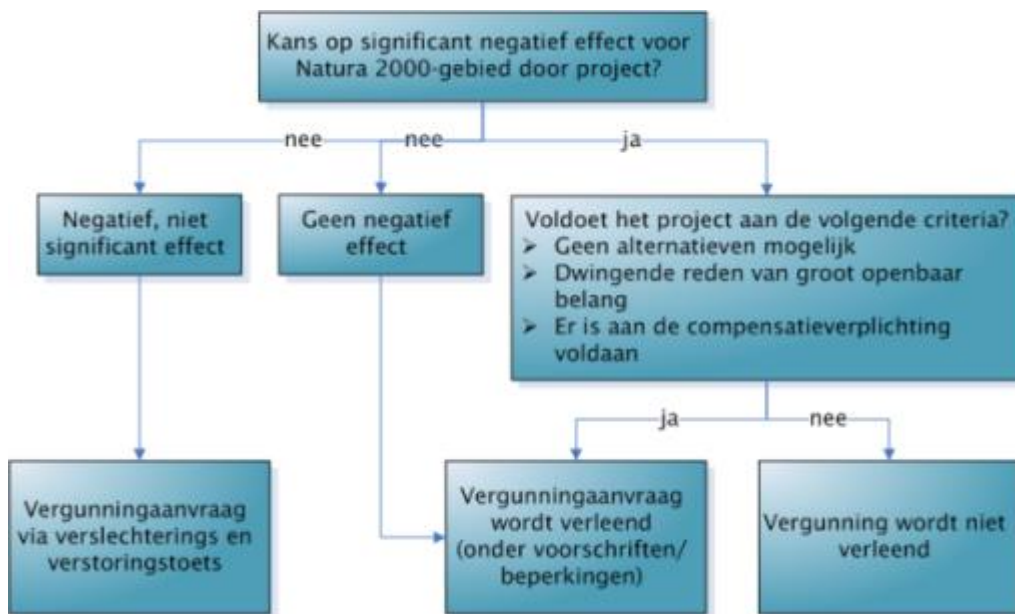 Kans op significant negatief effect voor
Natura 2000-gebied door project?
nee
nee
ja
Negatief, niet
significant effect
Geen negatief
effect
Voldoet het project aan de volgende criteria?
➢ Geen alternatieven mogelijk
➢ Dwingende reden van groot openbaar
belang
➢ Er is aan de compensatieverplichting
voldaan
ja
nee
Vergunningaanvraag
via verslechterings en
verstoringstoets
Vergunningaanvraag
wordt verleend
(onder voorschriften/
beperkingen)
Vergunning wordt niet
verleend